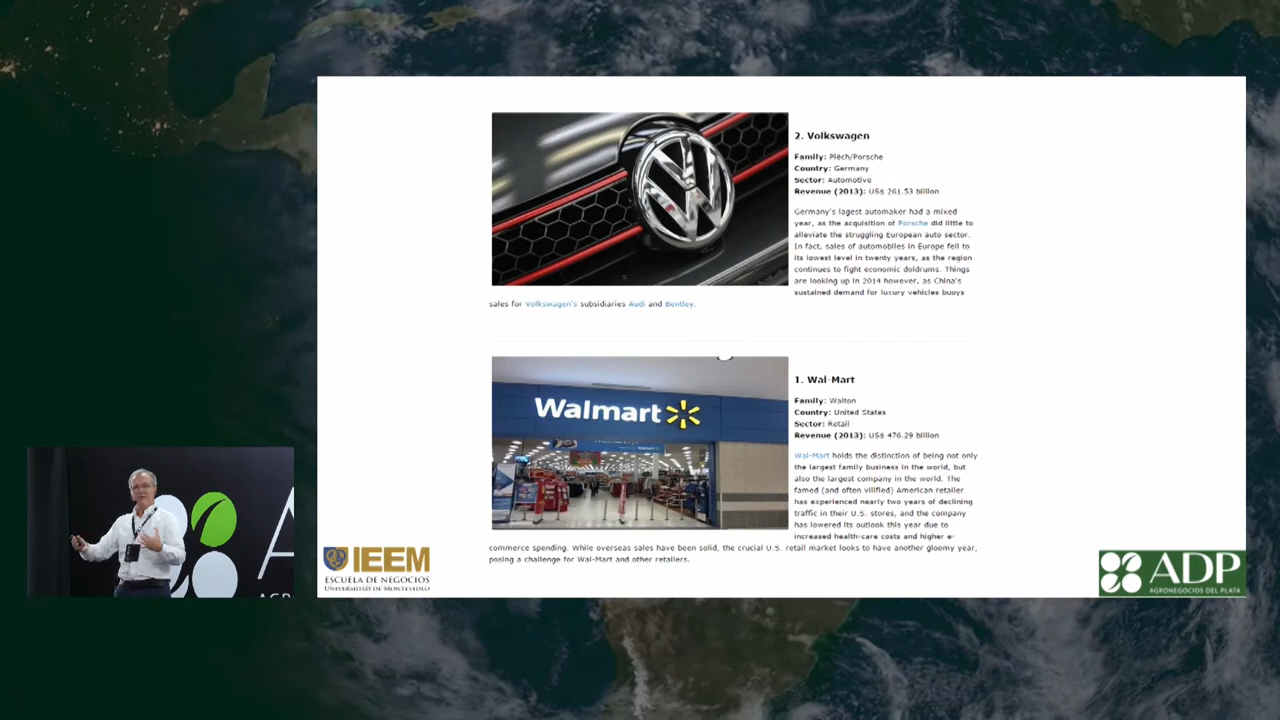 2. Volkswagen
Family: Piëch/Porsche
Country: Germany
Sector: Automotive
Revenue (2013): US$ 261.53 billion
Germany's lagest automaker had a mixed
year, as the acquisition of Porsche did little to
alleviate the struggling European auto sector.
In fact, sales of automobiles in Europe fell to
its lowest level in twenty years, as the region
continues to fight economic doldrums. Things
are looking up in 2014 however, as China's
sustained demand for luxury vehicles buoys
sales for Volkswagen's subsidiaries Audi and Bentley.
Walmart
1. Wal-Mart
Family: Walton
Country: United States
Sector: Retail
Revenue (2013): US$ 476.29 billion
Wal-Mart holds the distinction of being not only
the largest family business in the world, but
also the largest company in the world. The
famed (and often vilified) American retailer
has experienced nearly two years of declining
traffic in their U.S. stores, and the company
has lowered its outlook this year due to
increased health-care costs and higher e-
commerce spending. While overseas sales have been solid, the crucial U.S. retail market looks to have another gloomy year,
posing a challenge for Wal-Mart and other retailers.
IEEM
ESCUELA DE NEGOCIOS
UNIVERSIDAD DE MONTEVIDEO
ADP
AGRONEGOCIOS DEL PLATA